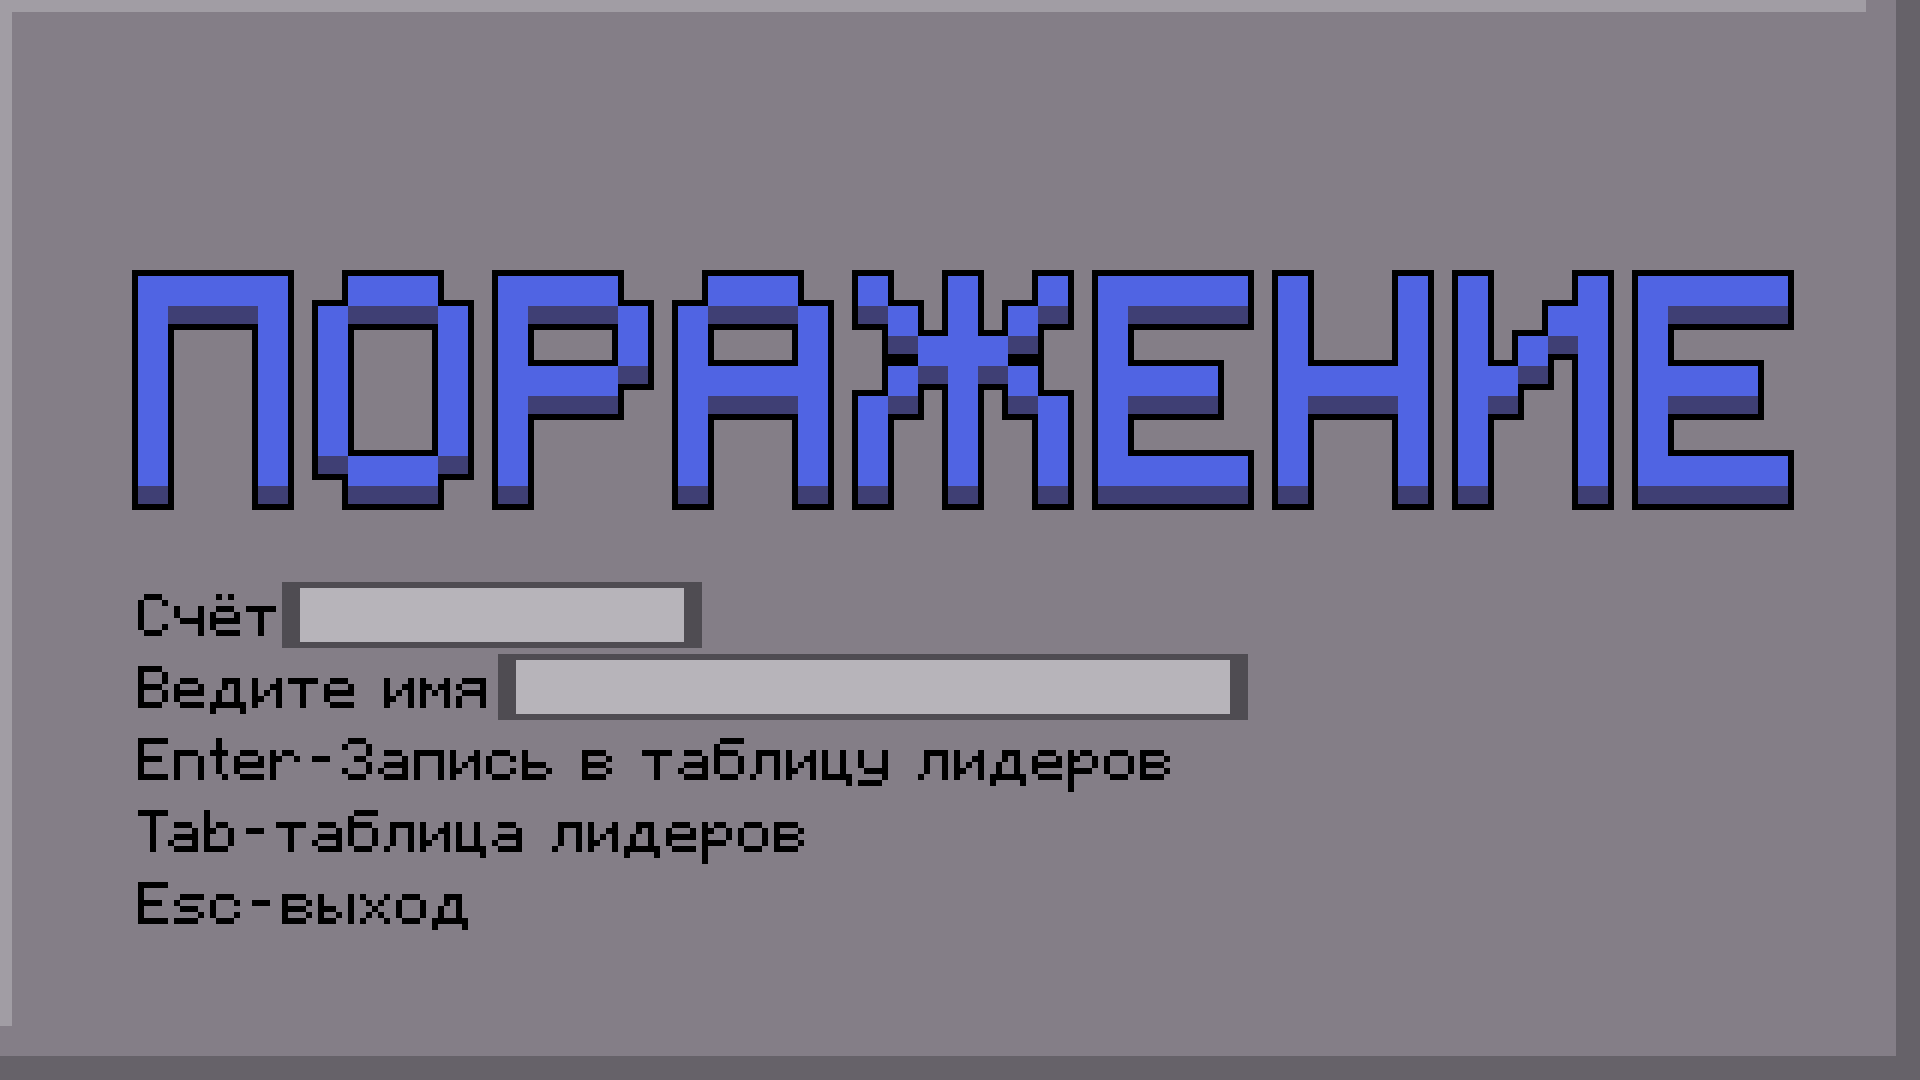 ПОРАЖЕНИЕ
Счёт
Ведите имя
Enter-Запись в таблицу лидеров
Tab-таблица лидеров
Esc-выход